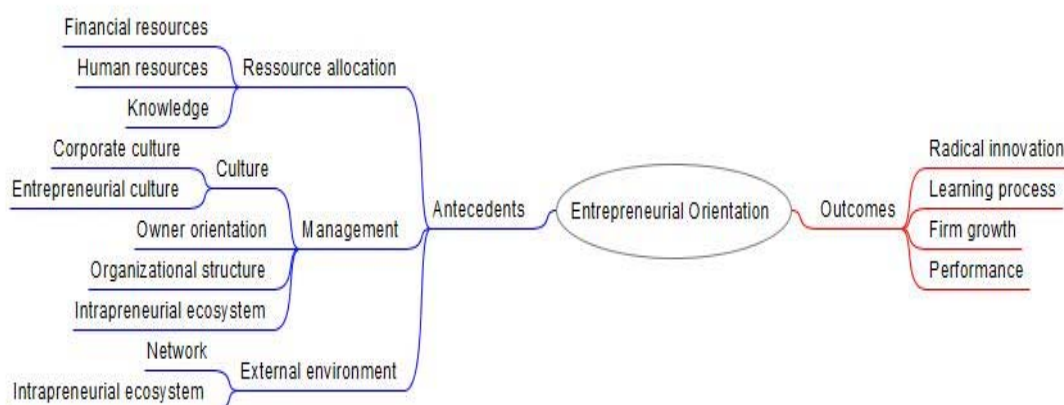 Financial resources
Human resources
Knowledge
Ressource allocation
Corporate culture
Entrepreneurial culture
Culture
Owner orientation
Organizational structure
Intrapreneurial ecosystem
Management
Network
Intrapreneurial ecosystem
External environment
Antecedents
Entrepreneurial Orientation
Outcomes
Radical innovation
Learning process
Firm growth
Performance